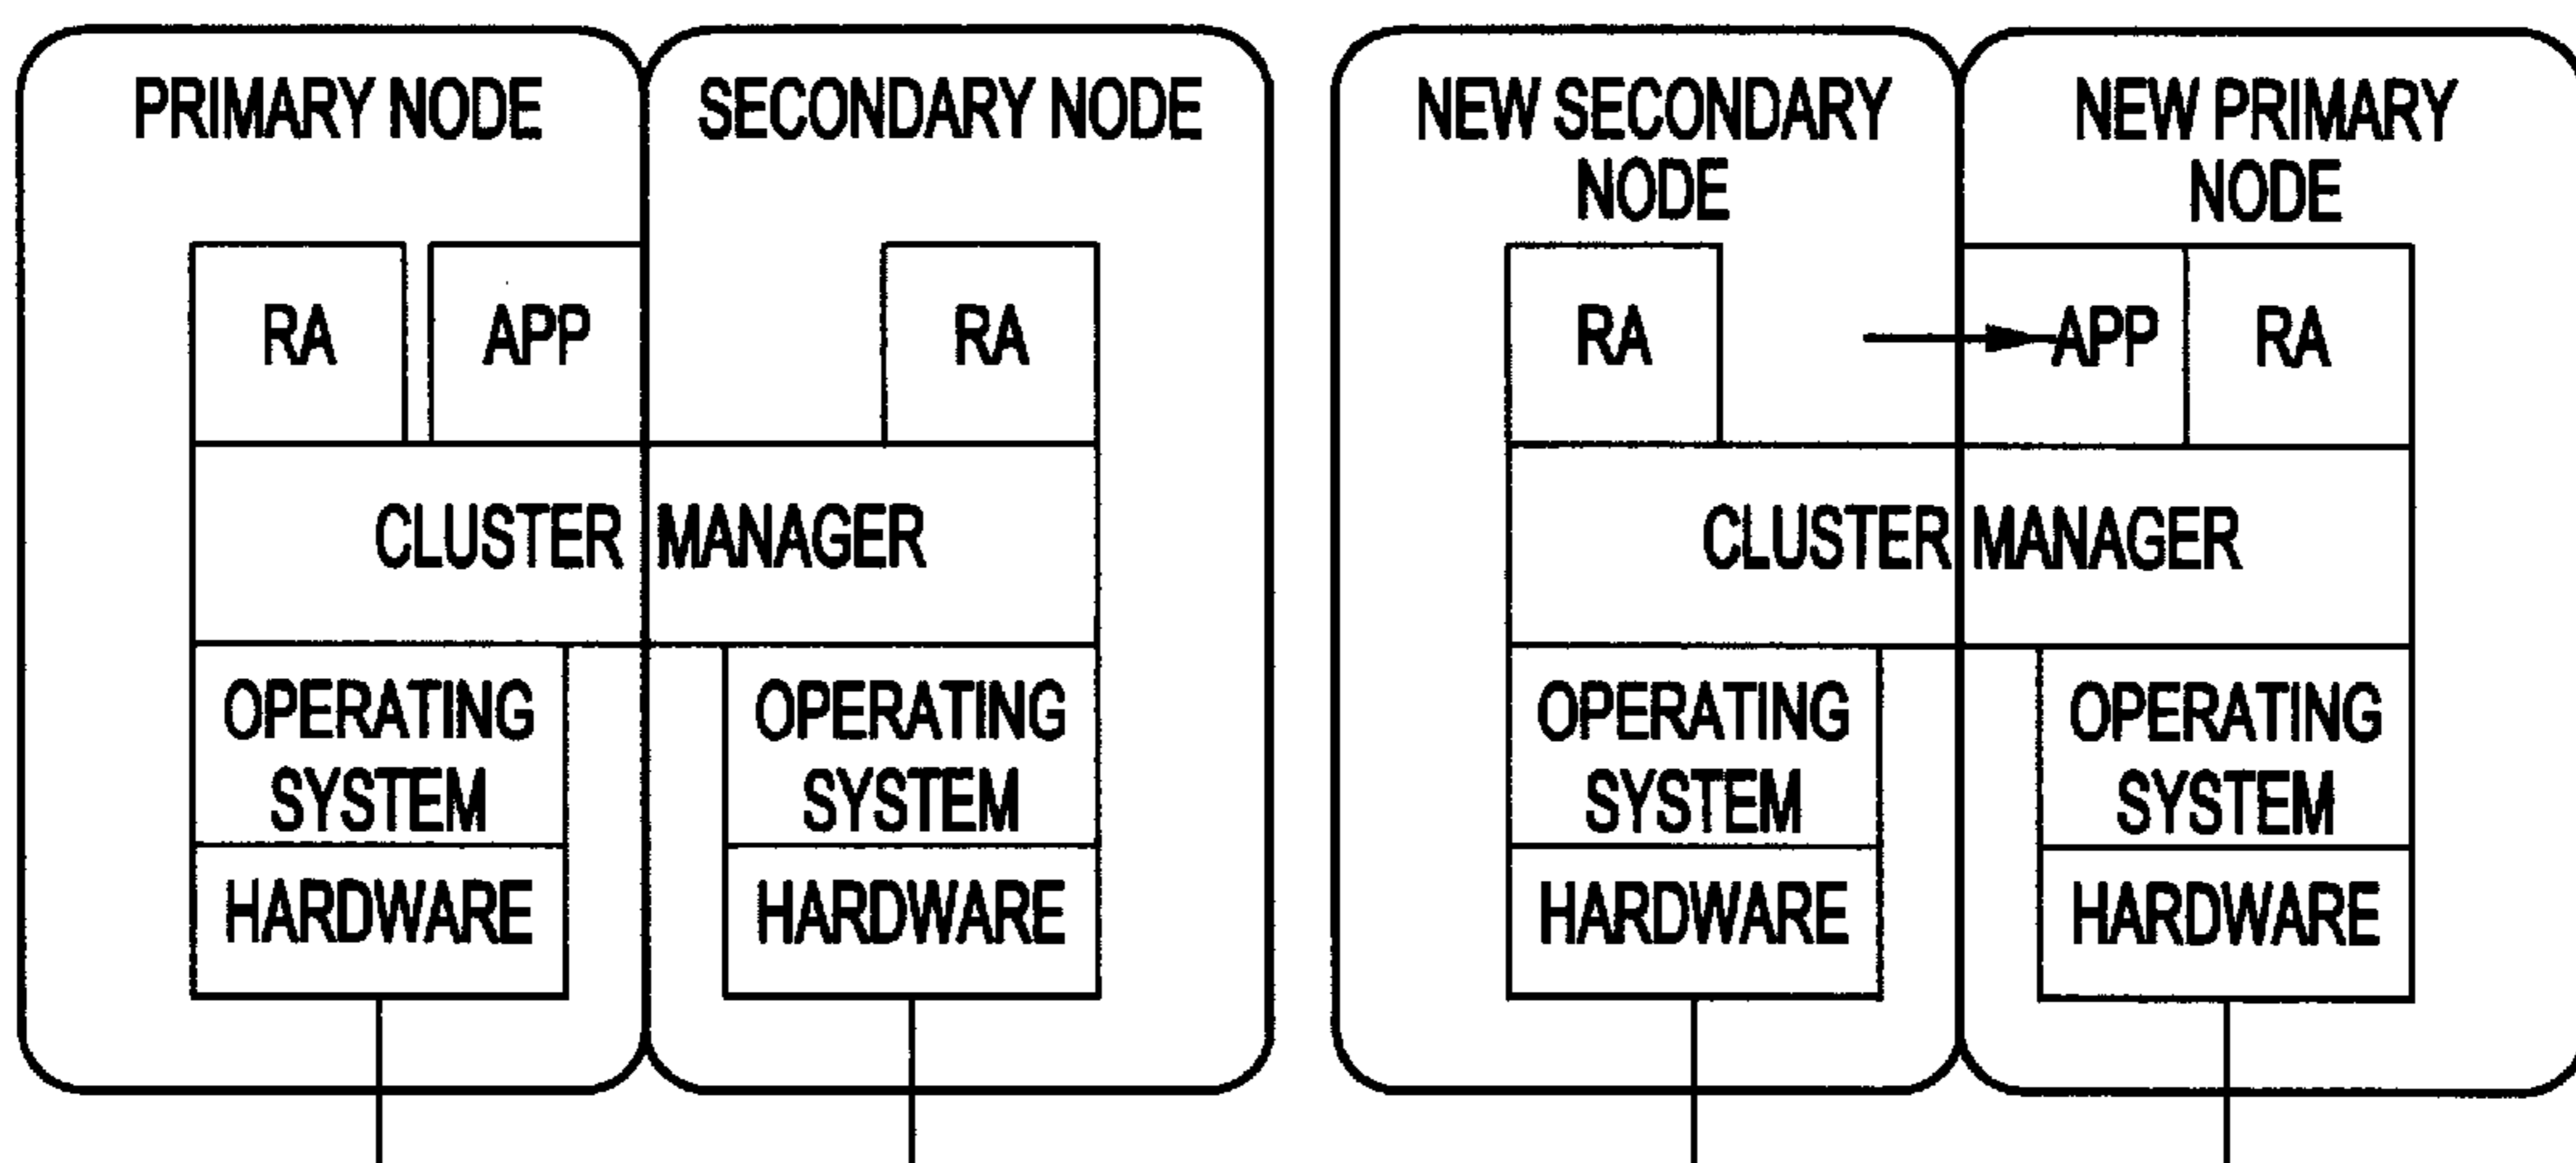 PRIMARY NODE
SECONDARY NODE
RA
APP
RA
CLUSTER MANAGER
OPERATING
SYSTEM
OPERATING
SYSTEM
HARDWARE
HARDWARE
NEW SECONDARY
NODE
NEW PRIMARY
NODE
RA
APP
RA
CLUSTER MANAGER
OPERATING
SYSTEM
OPERATING
SYSTEM
HARDWARE
HARDWARE